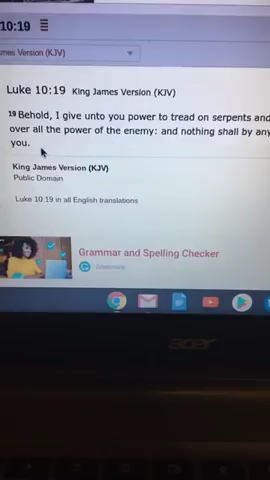 10:19
mes Version (KJV)
Luke 10:19 King James Version (KJV)
19 Behold, I give unto you power to tread on serpents and
over all the power of the enemy: and nothing shall by any
you.
King James Version (KJV)
Public Domain
Luke 10:19 in all English translations
Grammar and Spelling Checker
Grammarly
acer